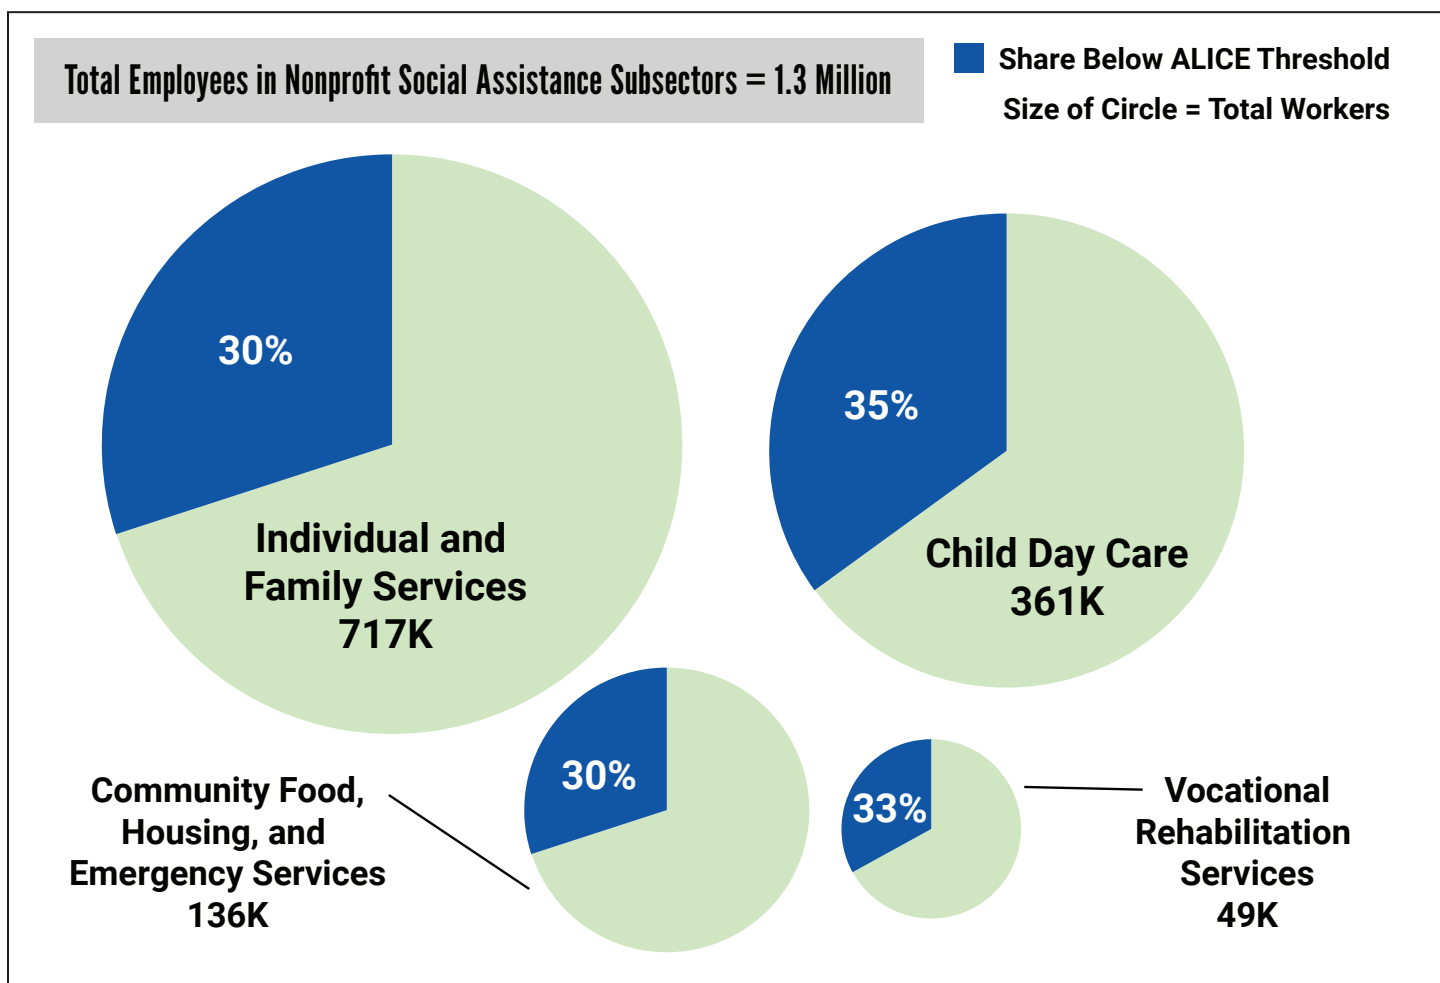 Total Employees in Nonprofit Social Assistance Subsectors = 1.3 Million
Share Below ALICE Threshold
Size of Circle = Total Workers
30%
Individual and
Family Services
717K
35%
Child Day Care
361K
30%
Community Food,
Housing, and
Emergency Services
136K
33%
Vocational
Rehabilitation
Services
49K